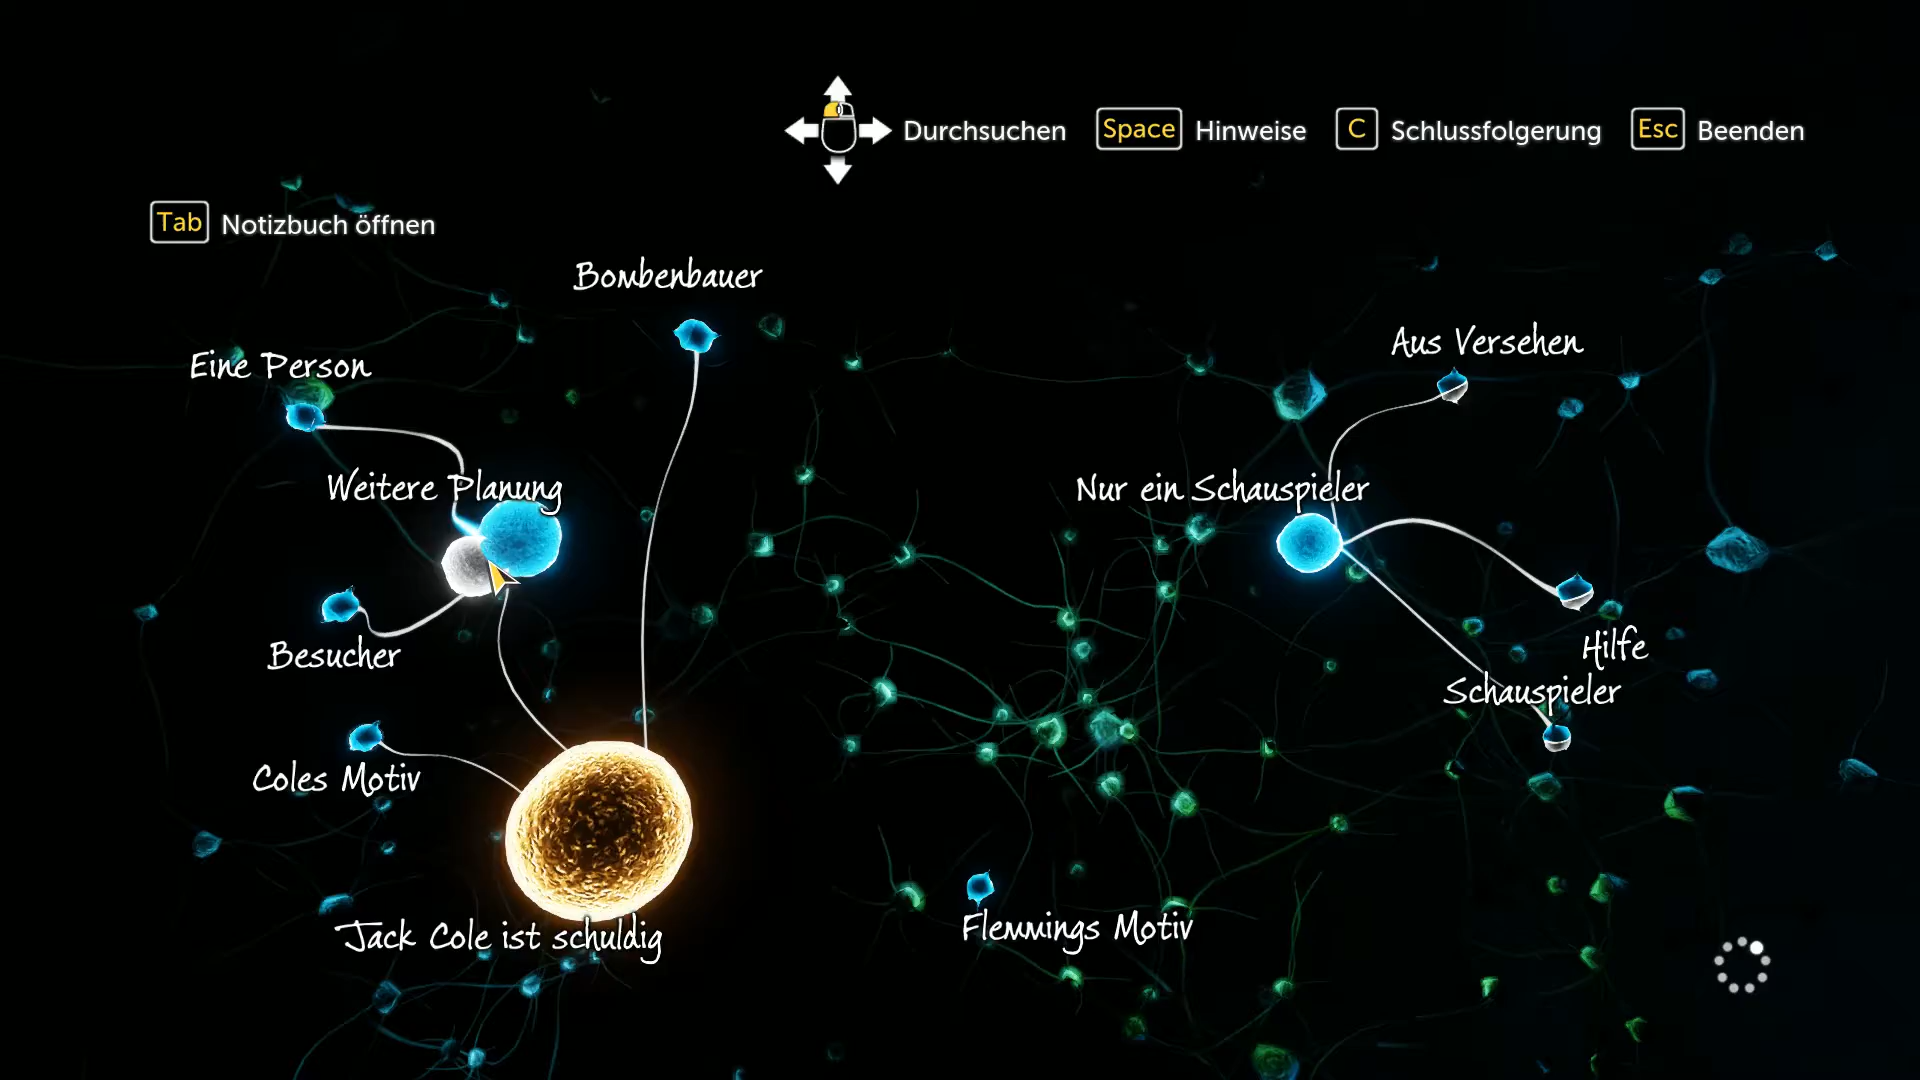 Durchsuchen
Space Hinweise
C Schlussfolgerung
Esc Beenden
Tab Notizbuch öffnen
Bombenbauer
Eine Person
Aus Versehen
Weitere Planung
Nur ein Schauspieler
Besucher
Hilfe
Schauspieler
Coles Motiv
Jack Cole ist schuldig
Flemmings Motiv